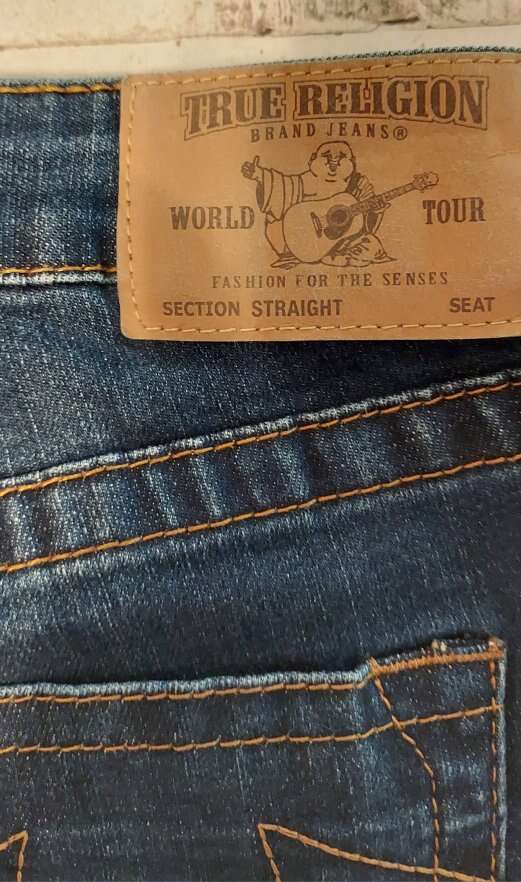 TRUE RELIGION
BRAND JEANS®
WORLD TOUR
FASHION FOR THE SENSES
SECTION STRAIGHT SEAT